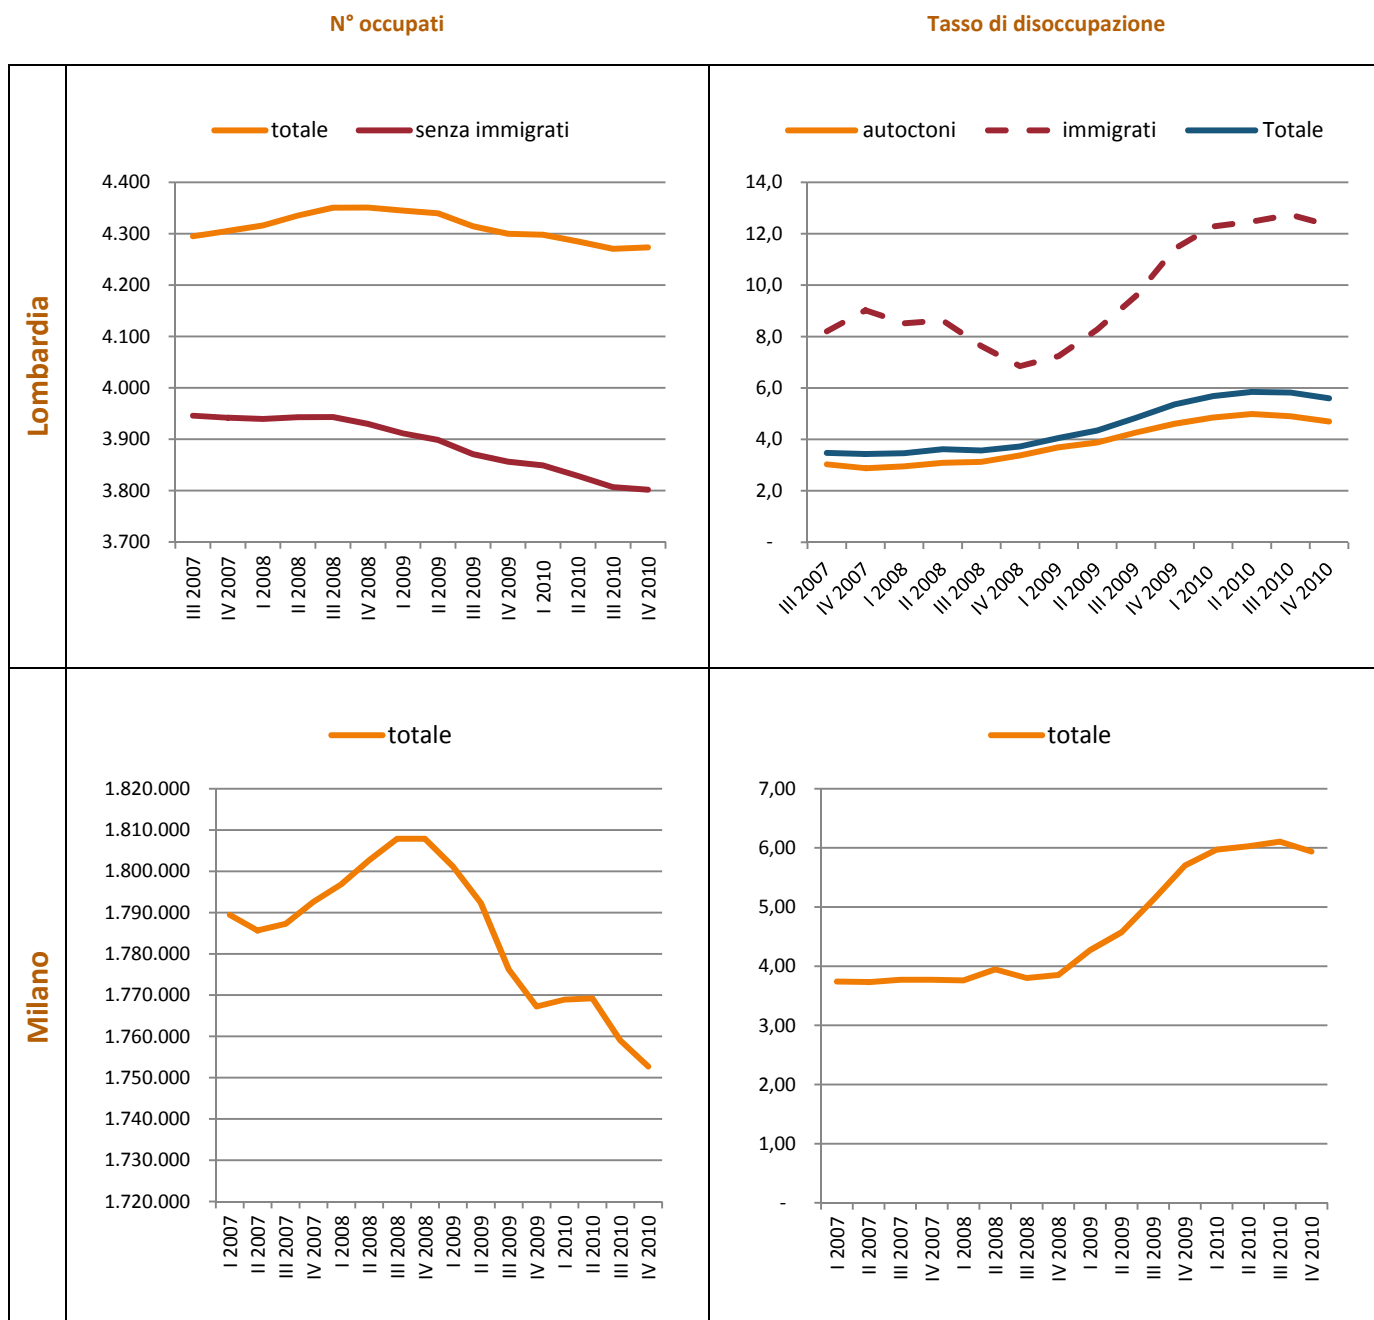 N° occupati
Tasso di disoccupazione
Lombardia
totale senza immigrati
4.400
4.300
4.200
4.100
4.000
3.900
3.800
3.700
III 2007
IV 2007
I 2008
II 2008
III 2008
IV 2008
I 2009
II 2009
III 2009
IV 2009
I 2010
II 2010
III 2010
IV 2010
autoctoni immigrati Totale
14,0
12,0
10,0
8,0
6,0
4,0
2,0
-
III 2007
IV 2007
I 2008
II 2008
III 2008
IV 2008
I 2009
II 2009
III 2009
IV 2009
I 2010
II 2010
III 2010
IV 2010
Milano
totale
1.820.000
1.810.000
1.800.000
1.790.000
1.780.000
1.770.000
1.760.000
1.750.000
1.740.000
1.730.000
1.720.000
I 2007
II 2007
III 2007
IV 2007
I 2008
II 2008
III 2008
IV 2008
I 2009
II 2009
III 2009
IV 2009
I 2010
II 2010
III 2010
IV 2010
totale
7,00
6,00
5,00
4,00
3,00
2,00
1,00
-
I 2007
II 2007
III 2007
IV 2007
I 2008
II 2008
III 2008
IV 2008
I 2009
II 2009
III 2009
IV 2009
I 2010
II 2010
III 2010
IV 2010